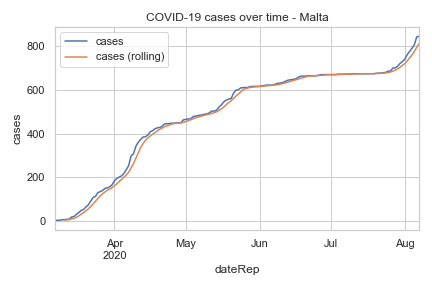 COVID-19 cases over time - Malta
cases
cases (rolling)
cases
800
600
400
200
0
Apr
2020
May
Jun
Jul
Aug
dateRep